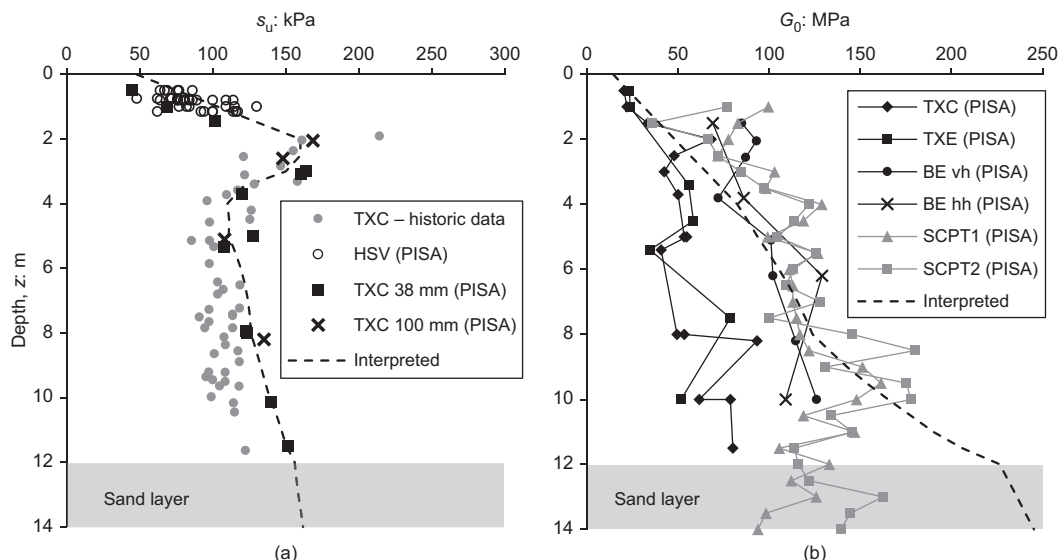 s_u: kPa
0 50 100 150 200 250 300
0
2
4
6
8
10
12
14
Depth, z: m
TXC – historic data
HSV (PISA)
TXC 38 mm (PISA)
TXC 100 mm (PISA)
Interpreted
Sand layer
(a)
G_0: MPa
0 50 100 150 200 250
0
2
4
6
8
10
12
14
TXC (PISA)
TXE (PISA)
BE vh (PISA)
BE hh (PISA)
SCPT1 (PISA)
SCPT2 (PISA)
Interpreted
Sand layer
(b)